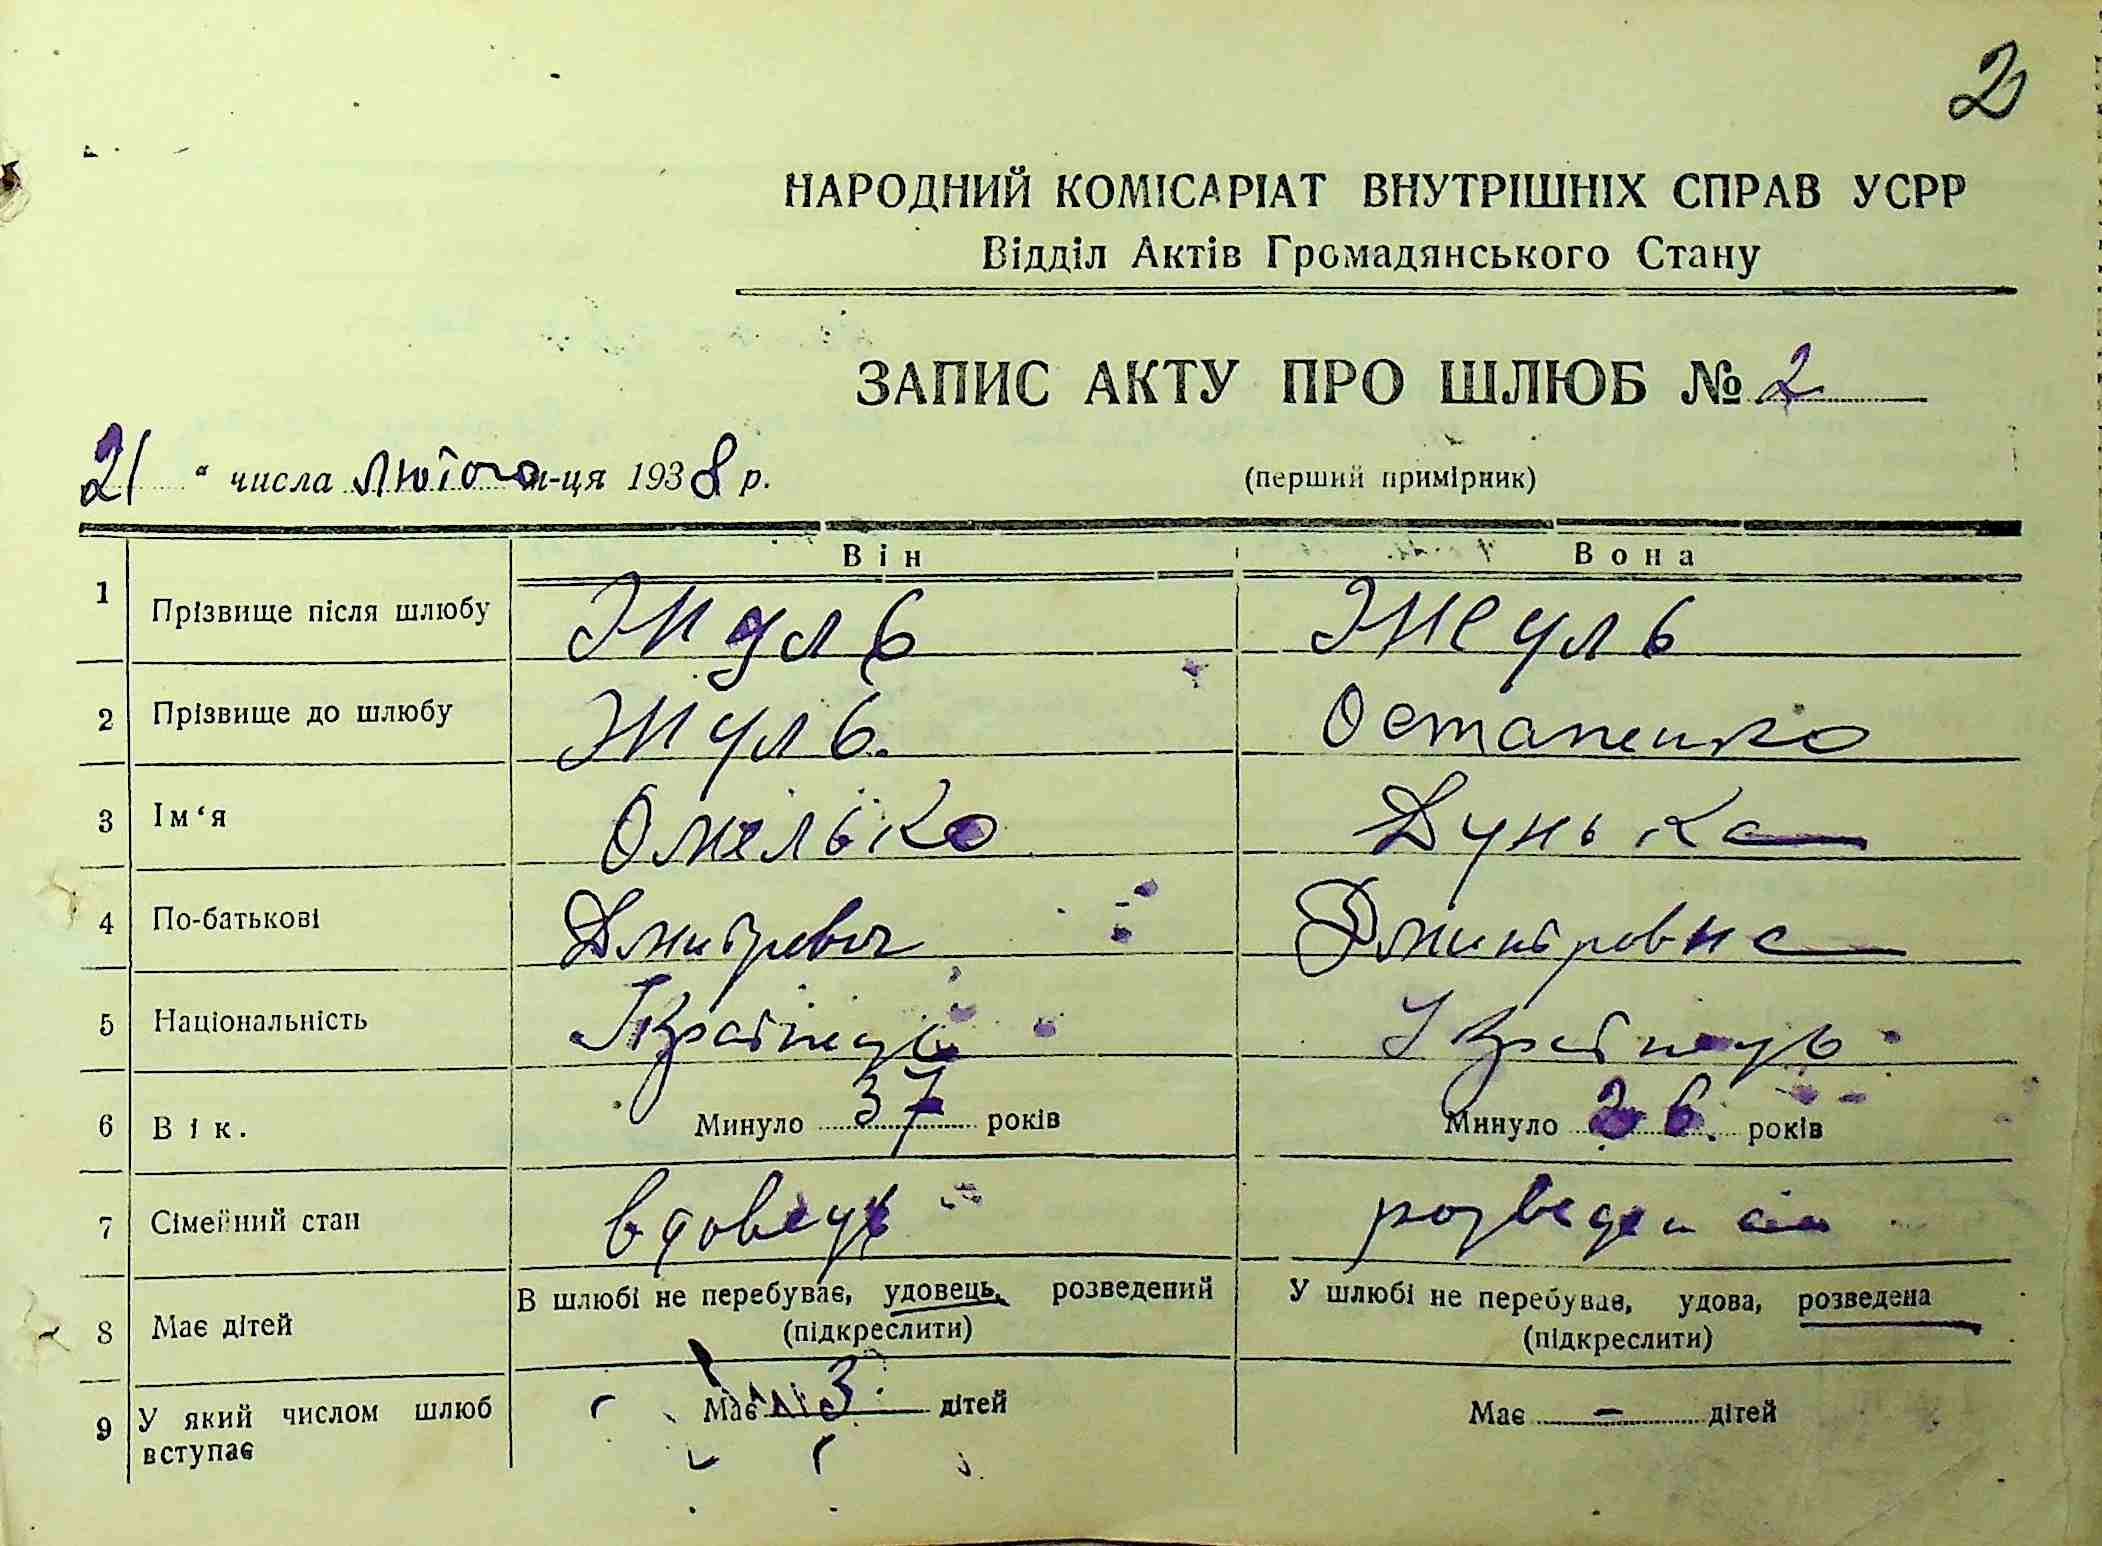 2
НАРОДНИЙ КОМІСАРІАТ ВНУТРІШНІХ СПРАВ УСРР
Відділ Актів Громадянського Стану
ЗАПИС АКТУ ПРО ШЛЮБ № 2
21 " числа лютого м-ця 1938 р.
(перший примірник)
Він Вона
1 Прізвище після шлюбу Жуль Жеуль
2 Прізвище до шлюбу Жуль. Остапенко
3 Ім'я Омелько Дунька
4 По-батькові Дмитрович Дмитровна
5 Національність Українець Українець
6 Вік. Минуло 37 років Минуло 26. років
7 Сімейний стан вдовець розведена
8 Має дітей В шлюбі не перебуває, удовець, розведений У шлюбі не перебуває, удова, розведена
(підкреслити) (підкреслити)
9 У який числом шлюб вступає Має 3 дітей Має - дітей